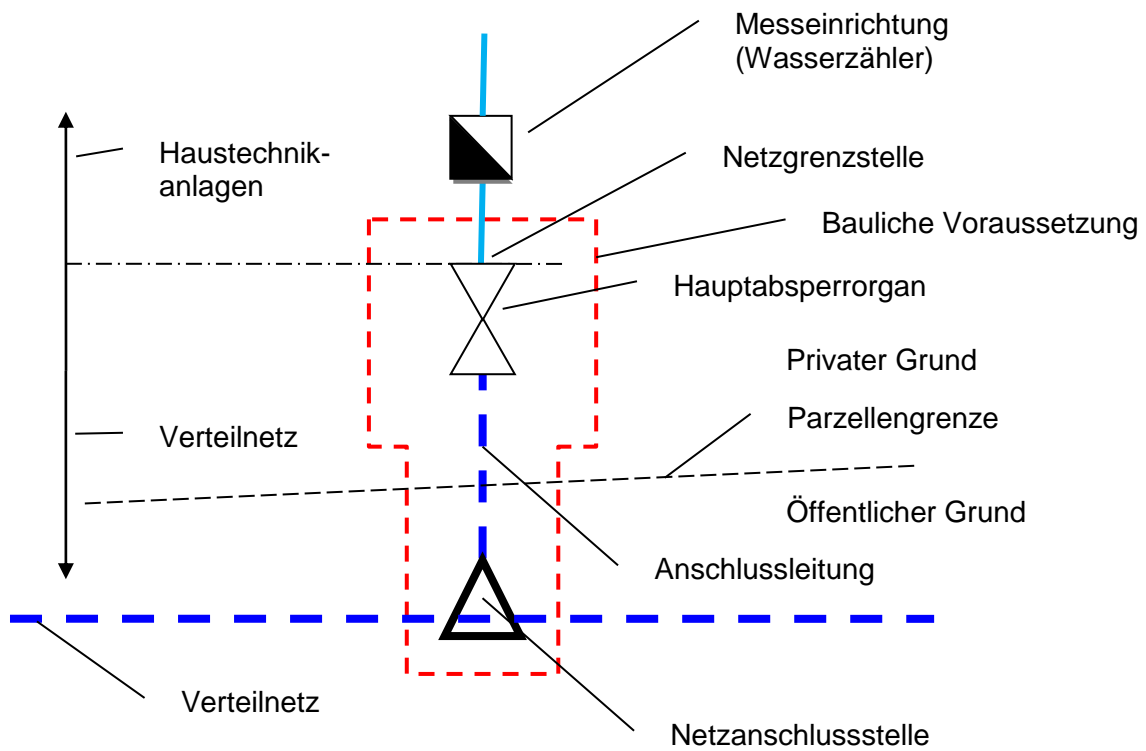 Messeinrichtung
(Wasserzähler)
Haustechnik-
anlagen
Netzgrenzstelle
Bauliche Voraussetzung
Hauptabsperrorgan
Privater Grund
Parzellengrenze
Verteilnetz
Öffentlicher Grund
Anschlussleitung
Verteilnetz
Netzanschlussstelle